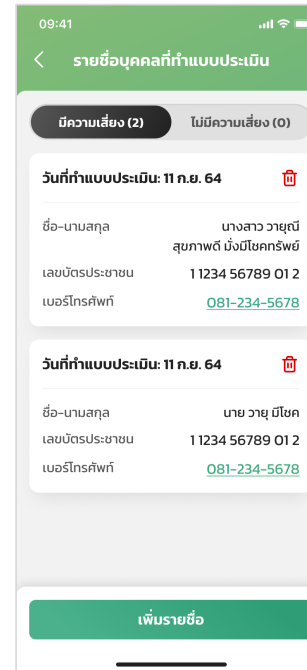 09:41
รายชื่อบุคคลที่ทำแบบประเมิน
มีความเสี่ยง (2) ไม่มีความเสี่ยง (0)
วันที่ทำแบบประเมิน: 11 ก.ย. 64
ชื่อ-นามสกุล นางสาว วายุณี
สุขภาพดี มั่งมีโชคทรัพย์
เลขบัตรประชาชน 1 1234 56789 01 2
เบอร์โทรศัพท์ 081-234-5678
วันที่ทำแบบประเมิน: 11 ก.ย. 64
ชื่อ-นามสกุล นาย วายุ มีโชค
เลขบัตรประชาชน 1 1234 56789 01 2
เบอร์โทรศัพท์ 081-234-5678
เพิ่มรายชื่อ